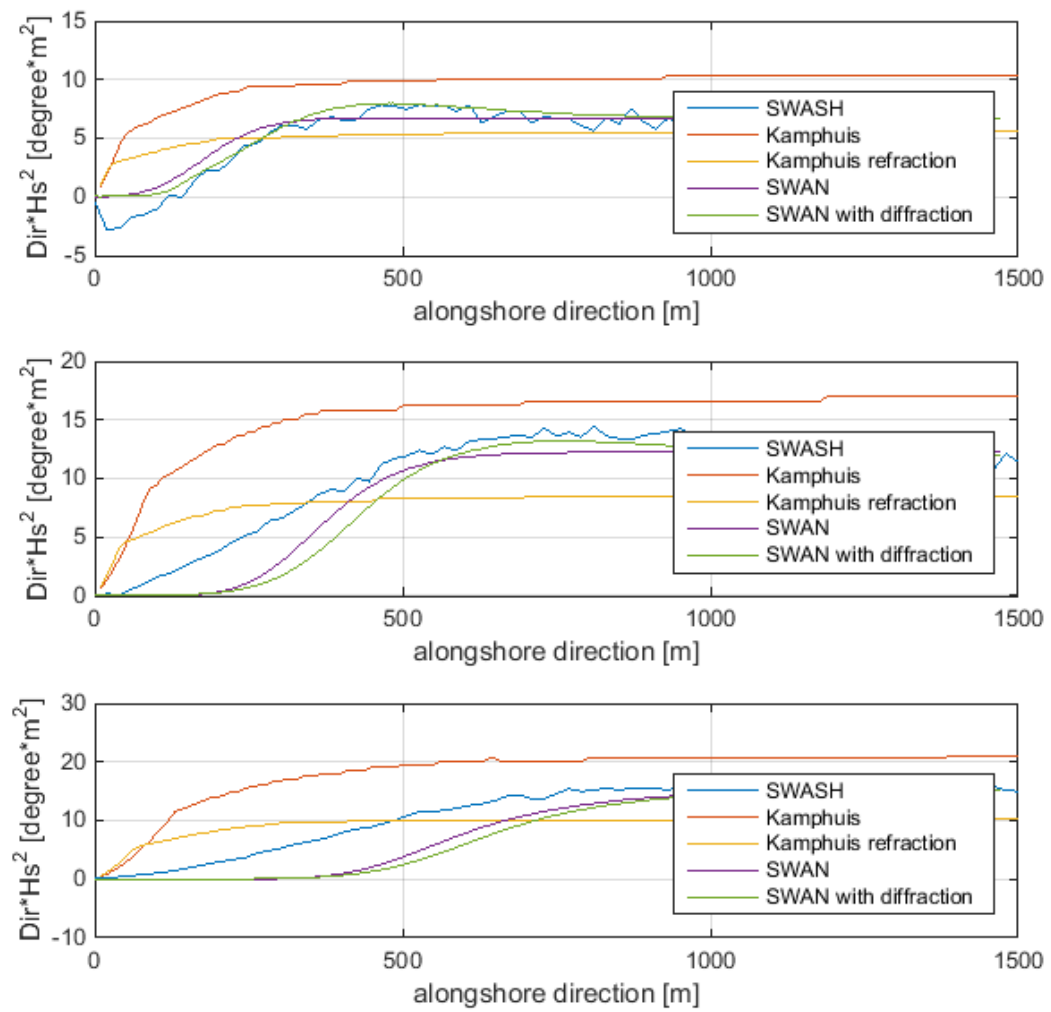 15
10
5
0
-5
Dir*Hs² [degree*m²]
SWASH
Kamphuis
Kamphuis refraction
SWAN
SWAN with diffraction
0
500
1000
1500
alongshore direction [m]
20
15
10
5
0
Dir*Hs² [degree*m²]
SWASH
Kamphuis
Kamphuis refraction
SWAN
SWAN with diffraction
0
500
1000
1500
alongshore direction [m]
30
20
10
0
-10
Dir*Hs² [degree*m²]
SWASH
Kamphuis
Kamphuis refraction
SWAN
SWAN with diffraction
0
500
1000
1500
alongshore direction [m]